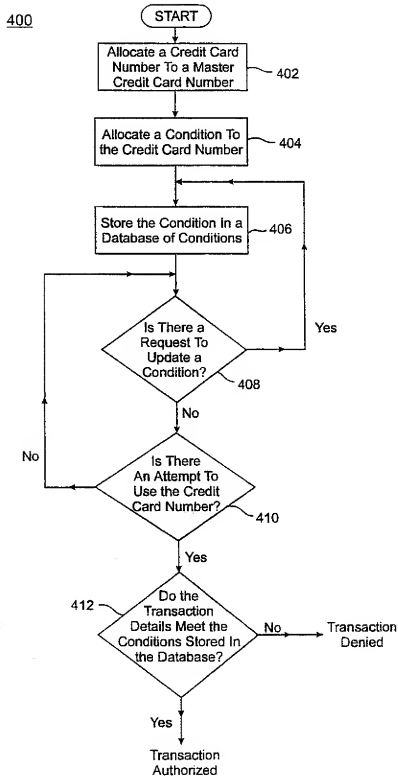 400
START
Allocate a Credit Card
Number To a Master
Credit Card Number
402
Allocate a Condition To
the Credit Card Number
404
Store the Condition In a
Database of Conditions
406
Is There a
Request To
Update a
Condition?
408
Yes
No
Is There
An Attempt To
Use the Credit
Card Number?
410
No
Yes
412
Do the
Transaction
Details Meet the
Conditions Stored In
the Database?
No
Transaction
Denied
Yes
Transaction
Authorized